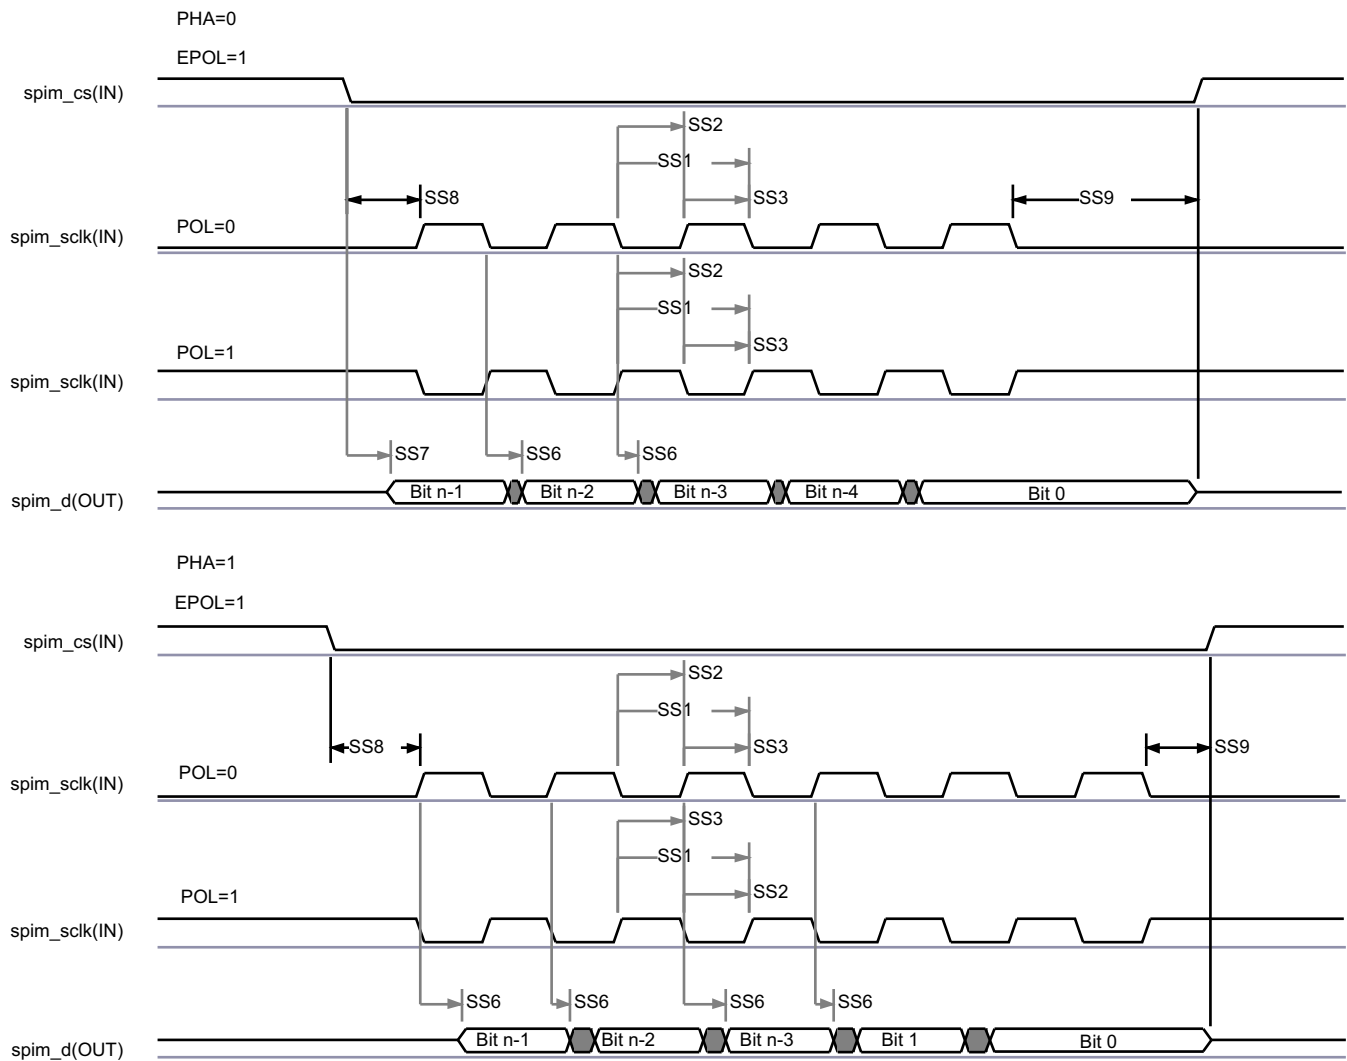 PHA=0
EPOL=1
spim_cs(IN)
SS2
SS1
SS8
SS3
SS9
POL=0
spim_sclk(IN)
SS2
SS1
SS3
POL=1
spim_sclk(IN)
SS7 SS6 SS6
Bit n-1 Bit n-2 Bit n-3 Bit n-4 Bit 0
spim_d(OUT)
PHA=1
EPOL=1
spim_cs(IN)
SS2
SS1
SS8 SS3 SS9
POL=0
spim_sclk(IN)
SS3
SS1
SS2
POL=1
spim_sclk(IN)
SS6 SS6 SS6 SS6
Bit n-1 Bit n-2 Bit n-3 Bit 1 Bit 0
spim_d(OUT)